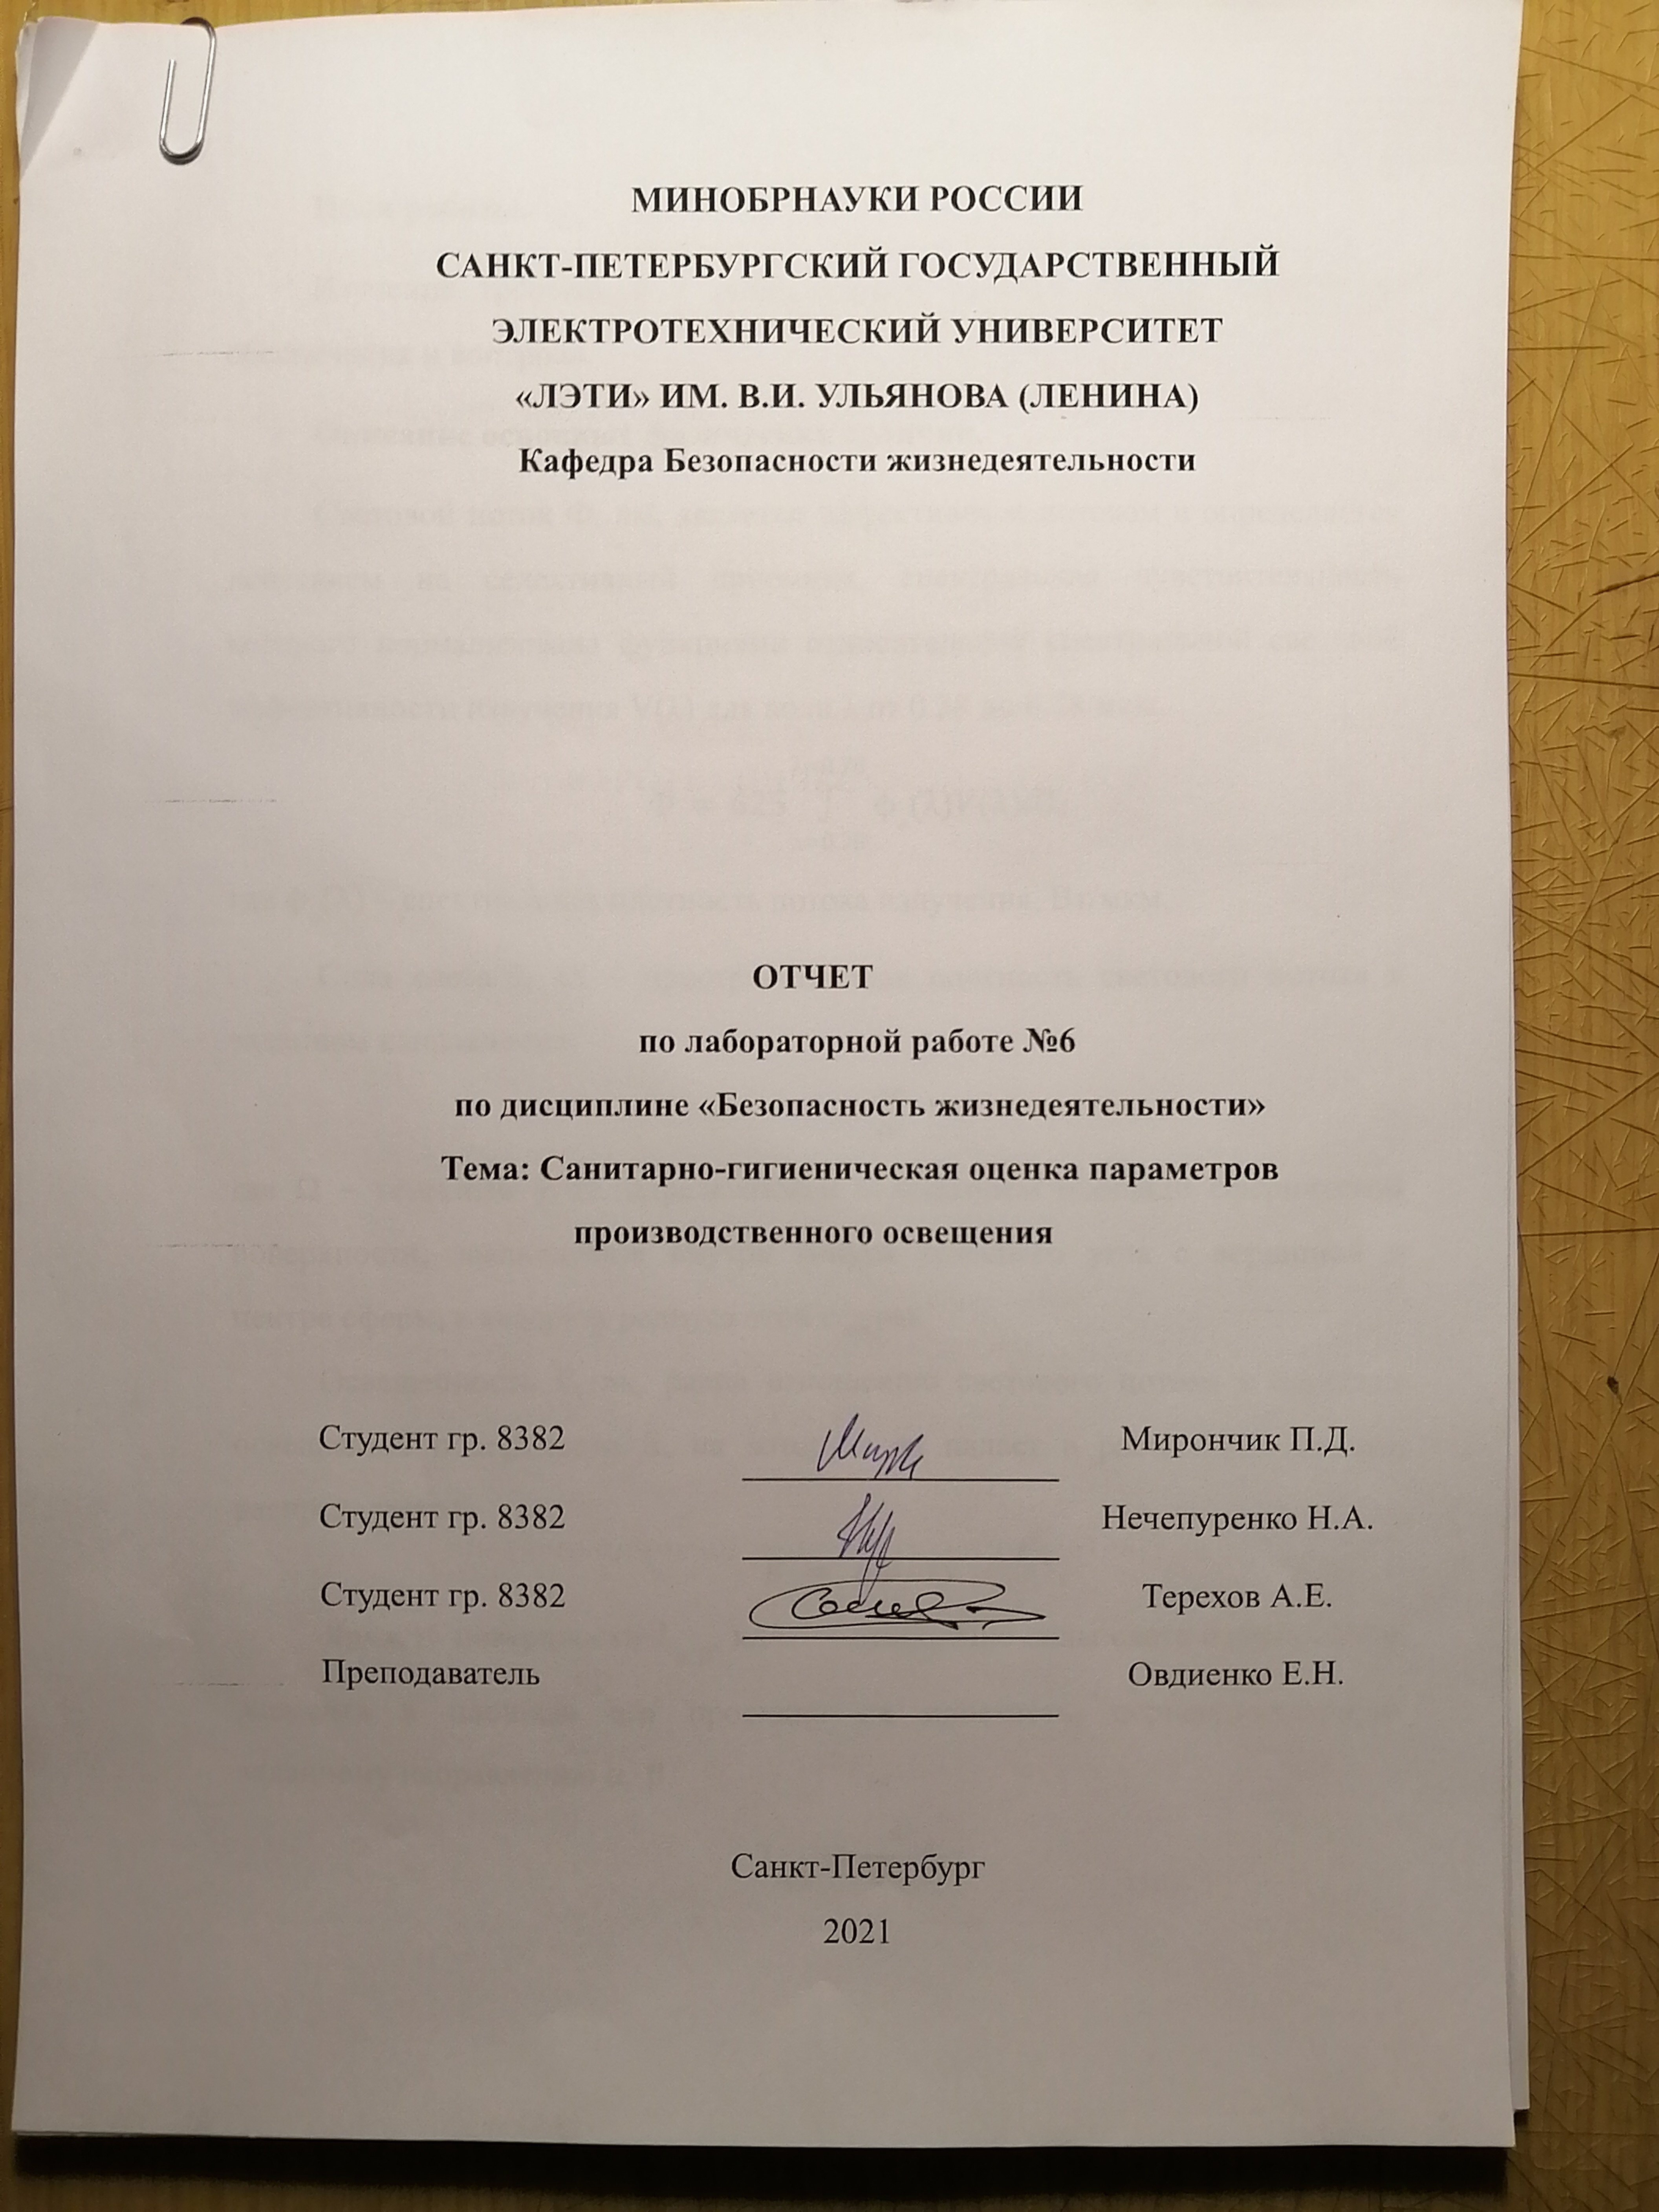 МИНОБРНАУКИ РОССИИ
САНКТ-ПЕТЕРБУРГСКИЙ ГОСУДАРСТВЕННЫЙ
ЭЛЕКТРОТЕХНИЧЕСКИЙ УНИВЕРСИТЕТ
«ЛЭТИ» ИМ. В.И. УЛЬЯНОВА (ЛЕНИНА)
Кафедра Безопасности жизнедеятельности
ОТЧЕТ
по лабораторной работе №6
по дисциплине «Безопасность жизнедеятельности»
Тема: Санитарно-гигиеническая оценка параметров
производственного освещения
Студент гр. 8382 Мирончик П.Д.
Студент гр. 8382 Нечепуренко Н.А.
Студент гр. 8382 Терехов А.Е.
Преподаватель Овдиенко Е.Н.
Санкт-Петербург
2021